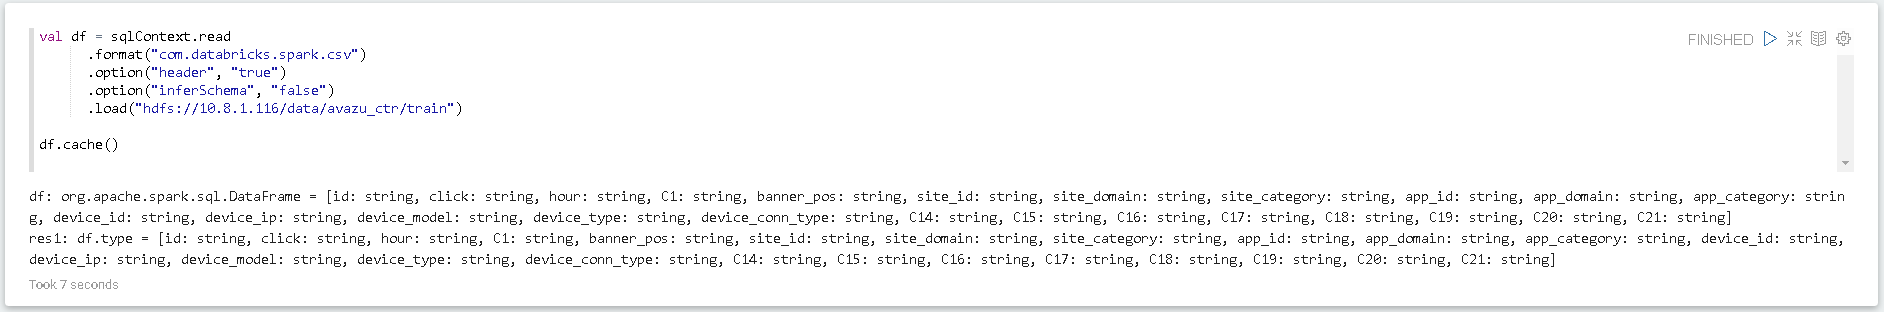 val df = sqlContext.read
FINISHED
.format("com.databricks.spark.csv")
.option("header", "true")
.option("inferSchema", "false")
.load("hdfs://10.8.1.116/data/avazu_ctr/train")
df.cache()
df: org.apache.spark.sql.DataFrame = [id: string, click: string, hour: string, C1: string, banner_pos: string, site_id: string, site_domain: string, site_category: string, app_id: string, app_domain: string, app_category: strin
g, device_id: string, device_ip: string, device_model: string, device_type: string, device_conn_type: string, C14: string, C15: string, C16: string, C17: string, C18: string, C19: string, C20: string, C21: string]
res1: df.type = [id: string, click: string, hour: string, C1: string, banner_pos: string, site_id: string, site_domain: string, site_category: string, app_id: string, app_domain: string, app_category: string, device_id: string,
device_ip: string, device_model: string, device_type: string, device_conn_type: string, C14: string, C15: string, C16: string, C17: string, C18: string, C19: string, C20: string, C21: string]
Took 7 seconds